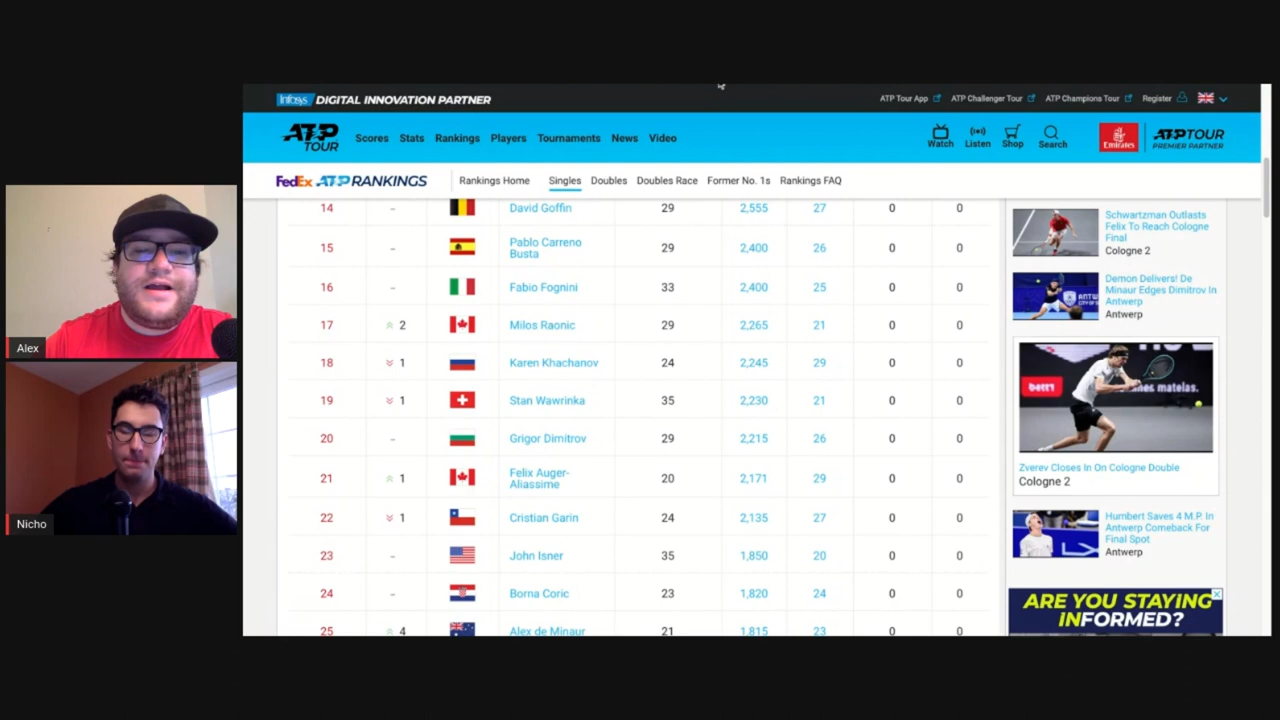 Infosys DIGITAL INNOVATION PARTNER
ATP Tour App ATP Challenger Tour ATP Champions Tour Register
ATP TOUR
Scores Stats Rankings Players Tournaments News Video
Watch Listen Shop Search
Emirates
ATPTOUR
PREMIER PARTNER
FedEx ATP RANKINGS
Rankings Home Singles Doubles Doubles Race Former No. 1s Rankings FAQ
14 - David Goffin 29 2,555 27 0 0
15 - Pablo Carreno
Busta 29 2,400 26 0 0
16 - Fabio Fognini 33 2,400 25 0 0
17 2 Milos Raonic 29 2,265 21 0 0
18 1 Karen Khachanov 24 2,245 29 0 0
19 1 Stan Wawrinka 35 2,230 21 0 0
20 - Grigor Dimitrov 29 2,215 26 0 0
21 1 Felix Auger-
Aliassime 20 2,171 29 0 0
22 1 Cristian Garin 24 2,135 27 0 0
23 - John Isner 35 1,850 20 0 0
24 - Borna Coric 23 1,820 24 0 0
25 4 Alex de Minaur 21 1,815 23 0 0
Schwartzman Outlasts
Felix To Reach Cologne
Final
Cologne 2
Demon Delivers! De
Minaur Edges Dimitrov In
Antwerp
Antwerp
bett1
nes matelas.
Zverev Closes In On Cologne Double
Cologne 2
Humbert Saves 4 M.P. In
Antwerp Comeback For
Final Spot
Antwerp
ARE YOU STAYING
INFORMED?
Alex
Nicho